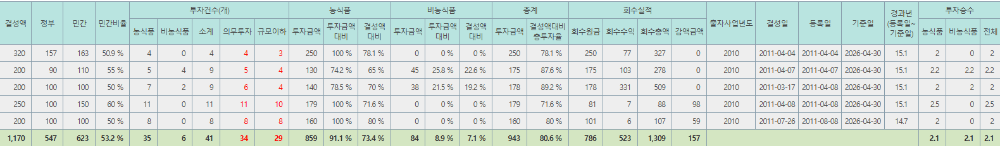 결성액 정부 민간 민간비율 투자건수(개) 농식품 비농식품 총계 회수실적 출자사업년도 결성일 등록일 기준일 경과년(등록일~기준일) 투자승수
농식품 비농식품 소계 의무투자 규모이하 투자금액 투자금액대비 결성액대비 투자금액 투자금액대비 결성액대비 투자금액 결성액대비총투자율 회수원금 회수수익 회수총액 감액금액 농식품 비농식품 전체
320 157 163 50.9 % 4 0 4 4 3 250 100 % 78.1 % 0 0 % 0 % 250 78.1 % 250 77 327 0 2010 2011-04-04 2011-04-04 2026-04-30 15.1 2 0 2
200 90 110 55 % 5 4 9 5 4 130 74.2 % 65 % 45 25.8 % 22.6 % 175 87.6 % 175 103 278 0 2010 2011-04-07 2011-04-07 2026-04-30 15.1 2.2 2.2 2.2
200 100 100 50 % 7 2 9 6 4 140 78.5 % 70 % 38 21.5 % 19.2 % 178 89.2 % 178 331 509 0 2010 2011-03-17 2011-04-08 2026-04-30 15.1 2 2 2
250 100 150 60 % 11 0 11 11 10 179 100 % 71.6 % 0 0 % 0 % 179 71.6 % 81 7 88 98 2010 2011-04-08 2011-04-08 2026-04-30 15.1 2.5 0 2.5
200 100 100 50 % 8 0 8 8 8 160 100 % 80 % 0 0 % 0 % 160 80 % 101 6 107 59 2010 2011-07-26 2011-08-08 2026-04-30 14.7 2 0 2
1,170 547 623 53.2 % 35 6 41 34 29 859 91.1 % 73.4 % 84 8.9 % 7.1 % 943 80.6 % 786 523 1,309 157 2.1 2.1 2.1